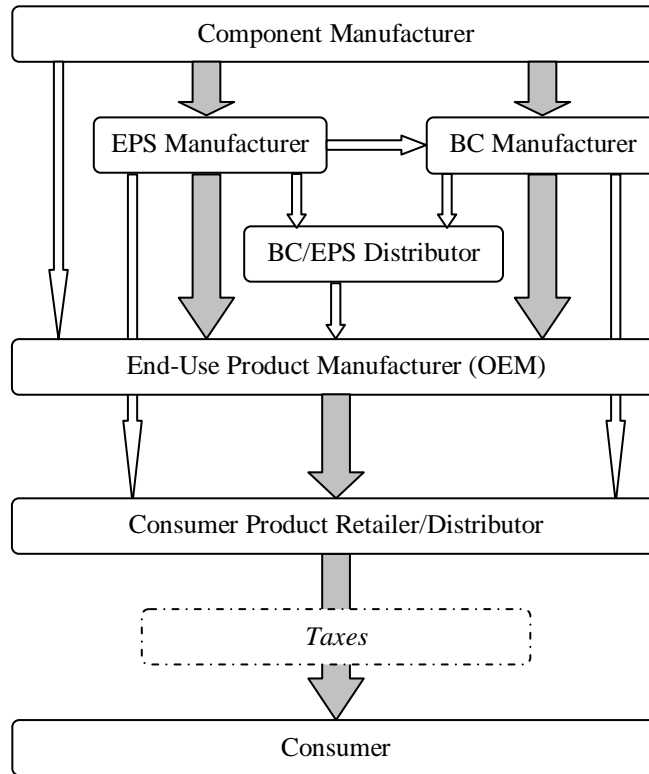 Component Manufacturer
EPS Manufacturer
BC Manufacturer
BC/EPS Distributor
End-Use Product Manufacturer (OEM)
Consumer Product Retailer/Distributor
Taxes
Consumer